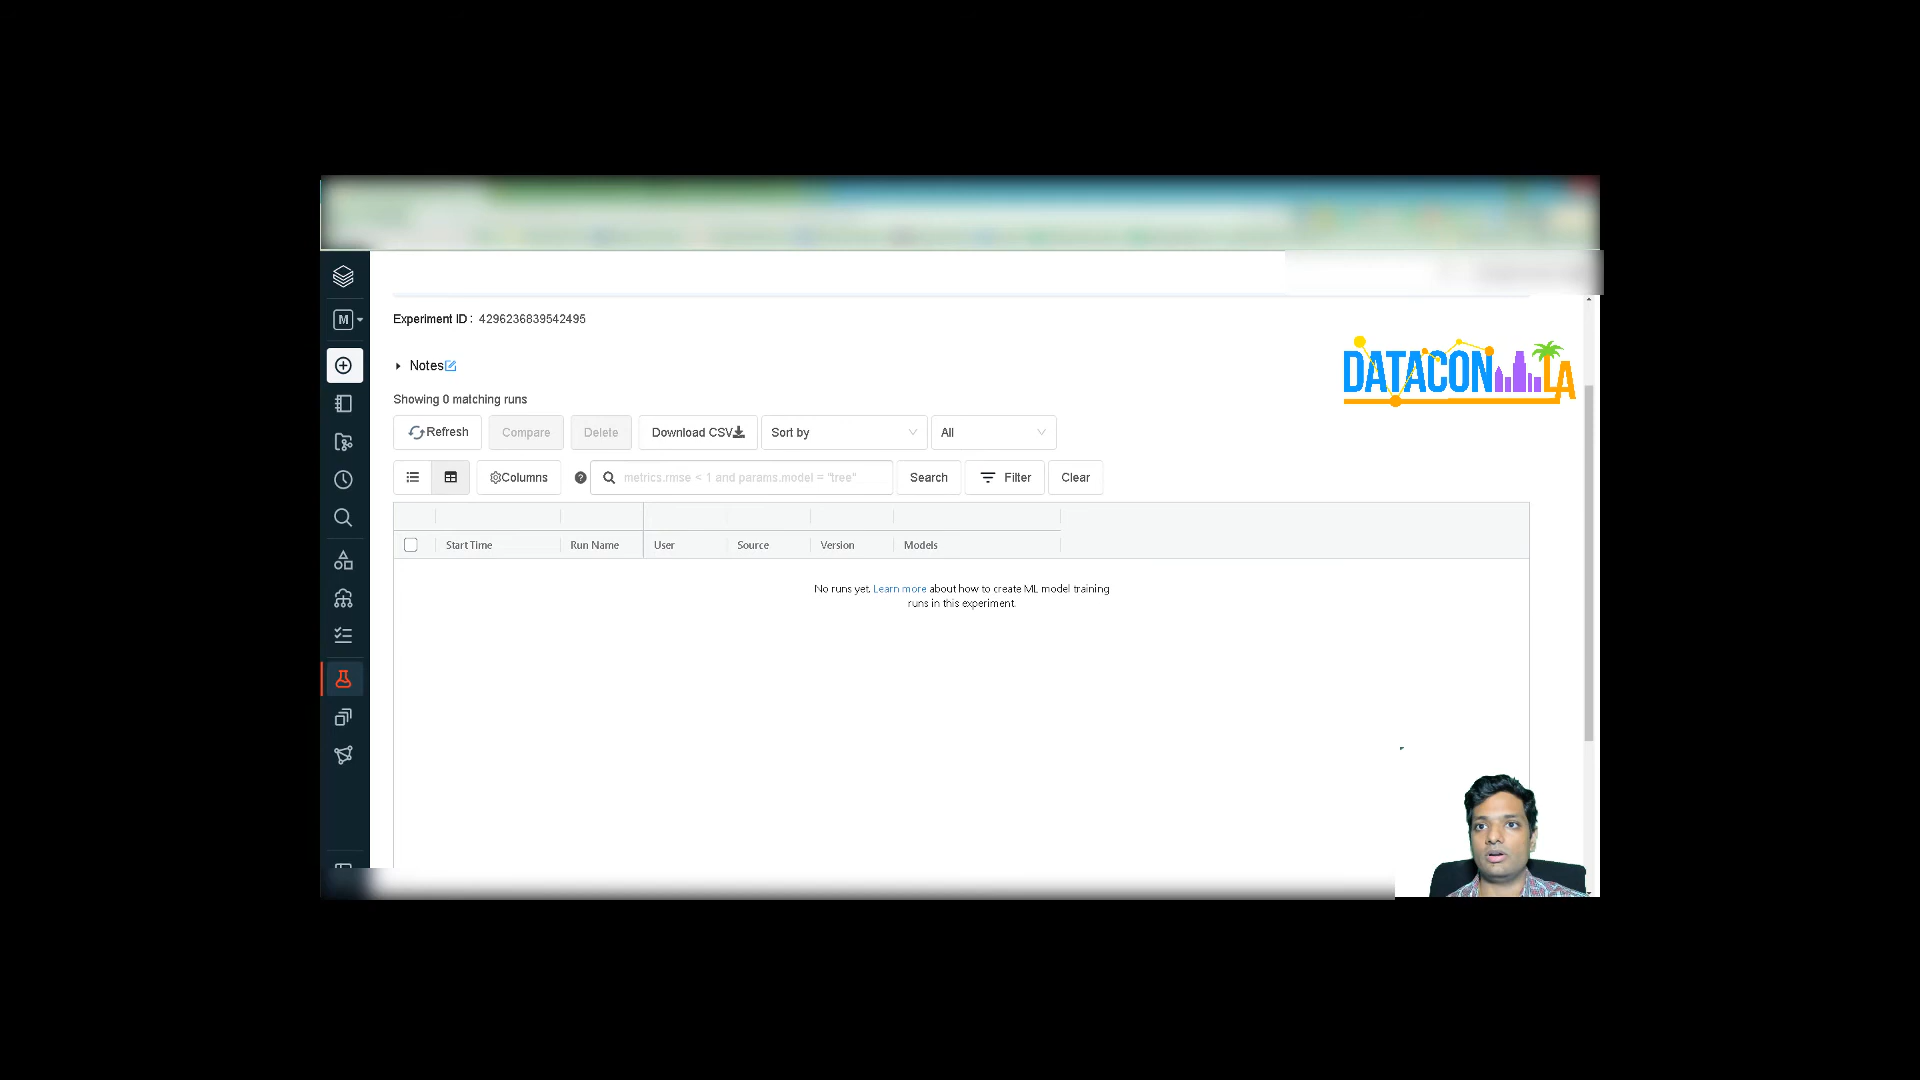 Experiment ID : 4296236839542495
DATACON LA
Notes
Showing 0 matching runs
Refresh Compare Delete Download CSV Sort by All
Columns metrics.rmse < 1 and params.model = "tree" Search Filter Clear
Start Time Run Name User Source Version Models
No runs yet. Learn more about how to create ML model training
runs in this experiment.
M